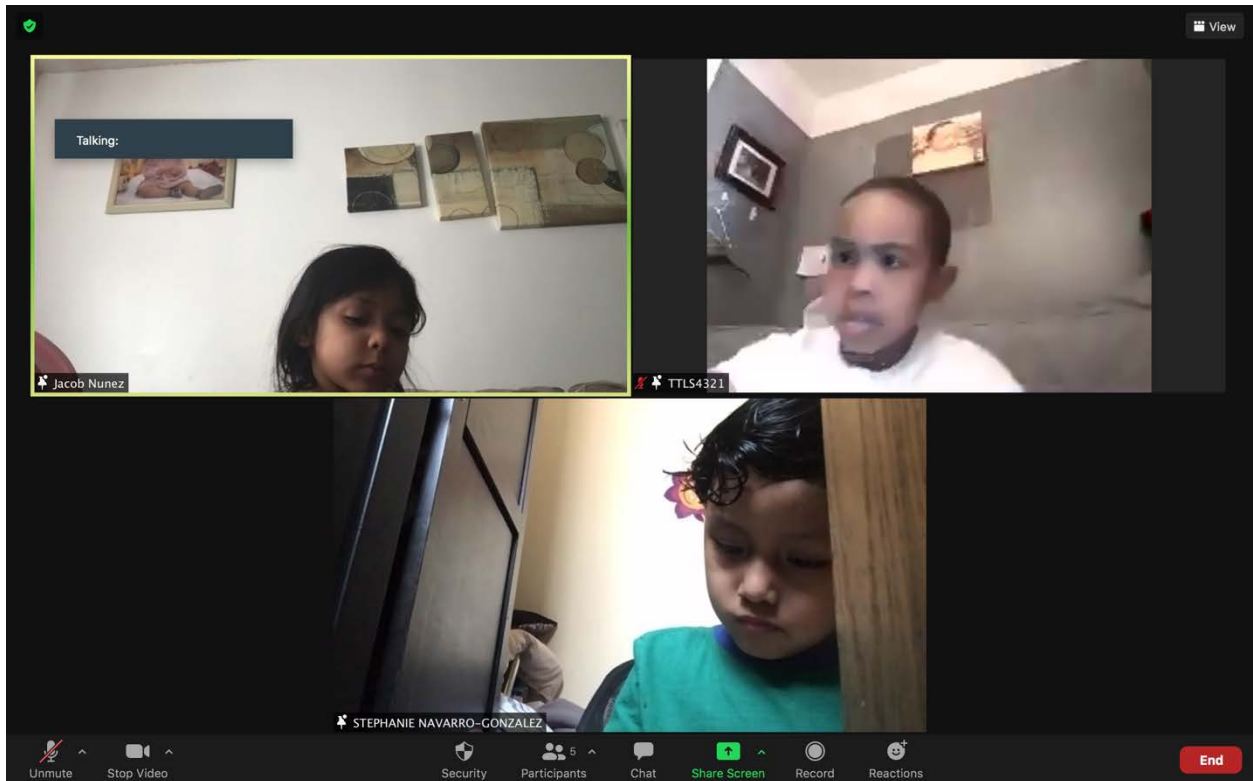 View
Talking:
Jacob Nunez
TTLS4321
STEPHANIE NAVARRO-GONZALEZ
Unmute
Stop Video
Security
Participants
5
Chat
Share Screen
Record
Reactions
End